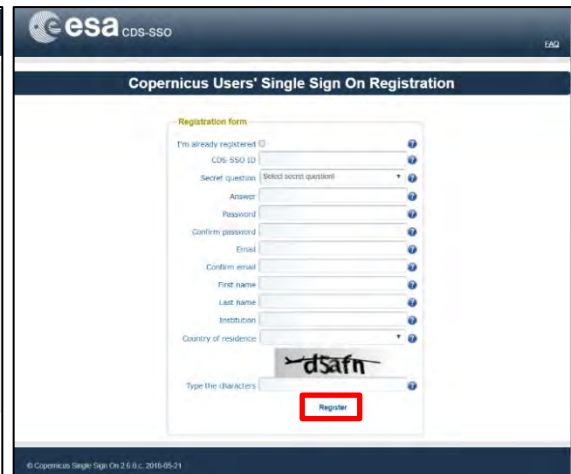 esa CDS-SSO
FAQ
Copernicus Users' Single Sign On Registration
Registration form
I'm already registered
CDS-SSO ID
Secret question Select secret question!
Answer
Password
Confirm password
Email
Confirm email
First name
Last name
Institution
Country of residence
d5afn
Type the characters
Register
© Copernicus Single Sign On 2.6.0.c, 2016-05-21